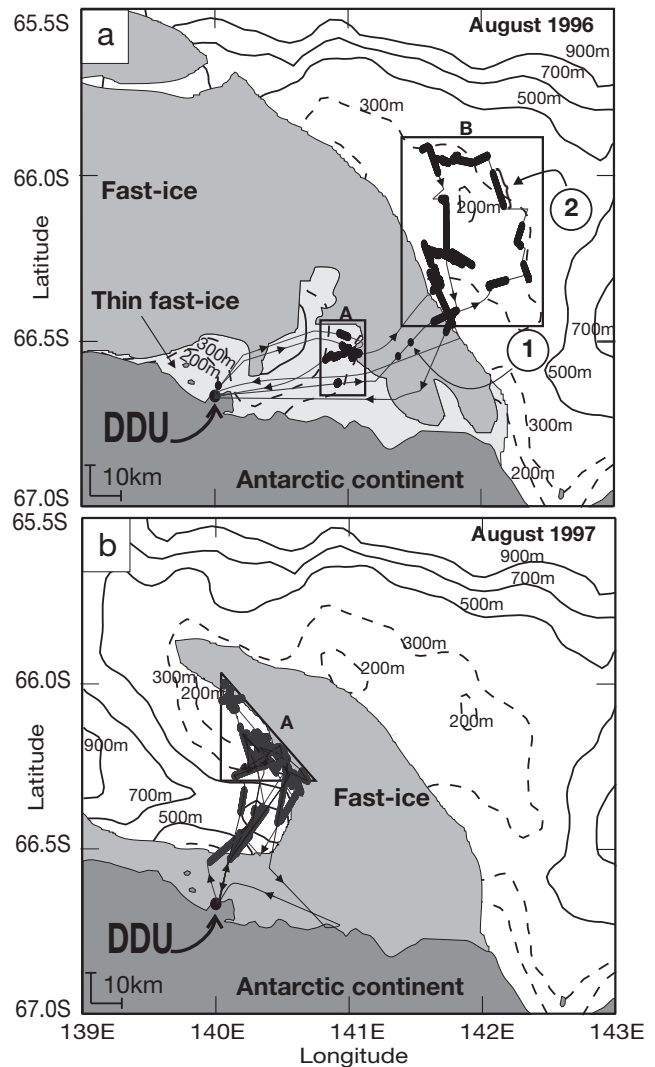 65.5S
a
August 1996
900m
700m
500m
300m
B
66.0S
Fast-ice
200m
2
Latitude
Thin fast-ice
A
300m
200m
66.5S
700m
1
500m
DDU
300m
10km
Antarctic continent
200m
67.0S
65.5S
b
August 1997
900m
700m
500m
300m
300m
200m
66.0S
200m
A
200m
900m
Latitude
700m
Fast-ice
500m
66.5S
DDU
10km
Antarctic continent
67.0S
139E 140E 141E 142E 143E
Longitude